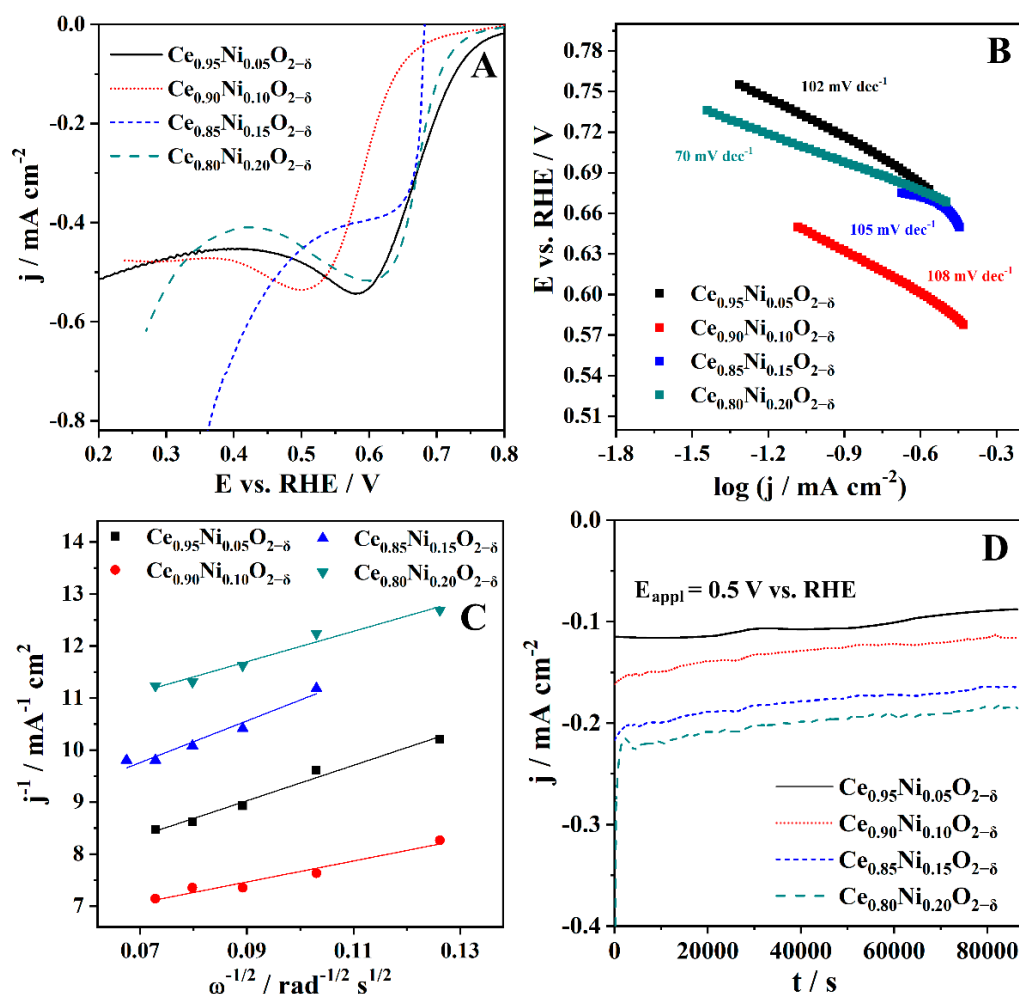 A
Ce0.95Ni0.05O2−δ
Ce0.90Ni0.10O2−δ
Ce0.85Ni0.15O2−δ
Ce0.80Ni0.20O2−δ
j / mA cm-2
0.0
-0.2
-0.4
-0.6
-0.8
0.2 0.3 0.4 0.5 0.6 0.7 0.8
E vs. RHE / V
B
102 mV dec-1
70 mV dec-1
105 mV dec-1
108 mV dec-1
Ce0.95Ni0.05O2−δ
Ce0.90Ni0.10O2−δ
Ce0.85Ni0.15O2−δ
Ce0.80Ni0.20O2−δ
E vs. RHE / V
0.78
0.75
0.72
0.69
0.66
0.63
0.60
0.57
0.54
0.51
-1.8 -1.5 -1.2 -0.9 -0.6 -0.3
log (j / mA cm-2)
Ce0.95Ni0.05O2−δ Ce0.85Ni0.15O2−δ
Ce0.90Ni0.10O2−δ Ce0.80Ni0.20O2−δ
C
j-1 / mA-1 cm2
14
13
12
11
10
9
8
7
0.07 0.09 0.11 0.13
ω-1/2 / rad-1/2 s1/2
D
Eappl = 0.5 V vs. RHE
Ce0.95Ni0.05O2−δ
Ce0.90Ni0.10O2−δ
Ce0.85Ni0.15O2−δ
Ce0.80Ni0.20O2−δ
j / mA cm-2
0.0
-0.1
-0.2
-0.3
-0.4
0 20000 40000 60000 80000
t / s